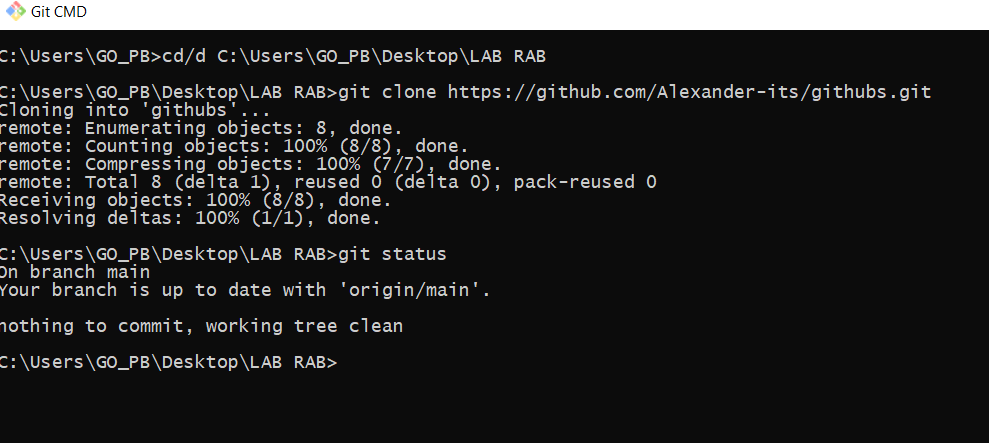 Git CMD
C:\Users\GO_PB>cd/d C:\Users\GO_PB\Desktop\LAB RAB
C:\Users\GO_PB\Desktop\LAB RAB>git clone https://github.com/Alexander-its/githubs.git
Cloning into 'githubs'...
remote: Enumerating objects: 8, done.
remote: Counting objects: 100% (8/8), done.
remote: Compressing objects: 100% (7/7), done.
remote: Total 8 (delta 1), reused 0 (delta 0), pack-reused 0
Receiving objects: 100% (8/8), done.
Resolving deltas: 100% (1/1), done.
C:\Users\GO_PB\Desktop\LAB RAB>git status
On branch main
Your branch is up to date with 'origin/main'.
nothing to commit, working tree clean
C:\Users\GO_PB\Desktop\LAB RAB>